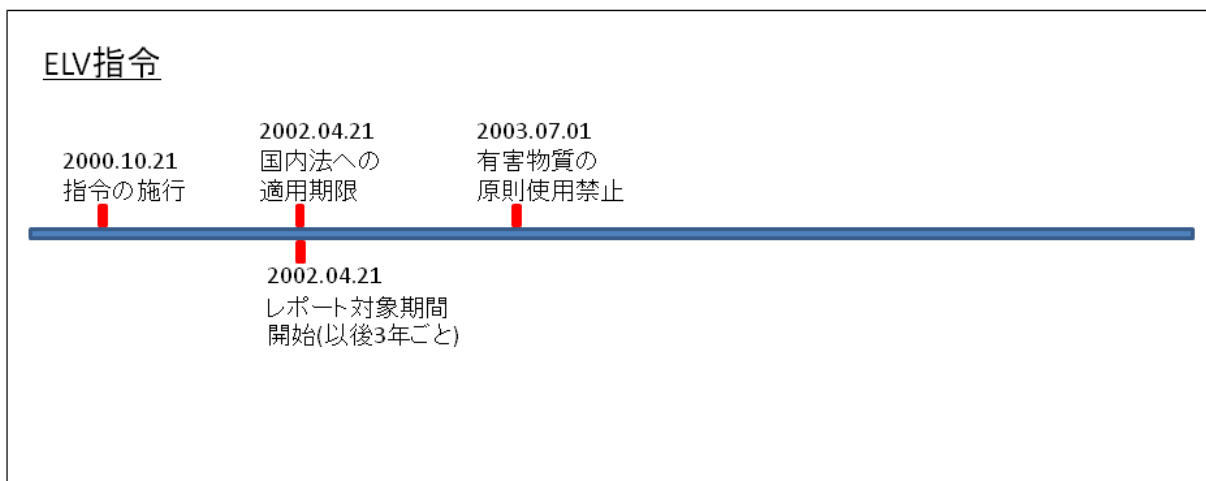 ELV指令
2000.10.21
指令の施行
2002.04.21
国内法への
適用期限
2003.07.01
有害物質の
原則使用禁止
2002.04.21
レポート対象期間
開始(以後3年ごと)